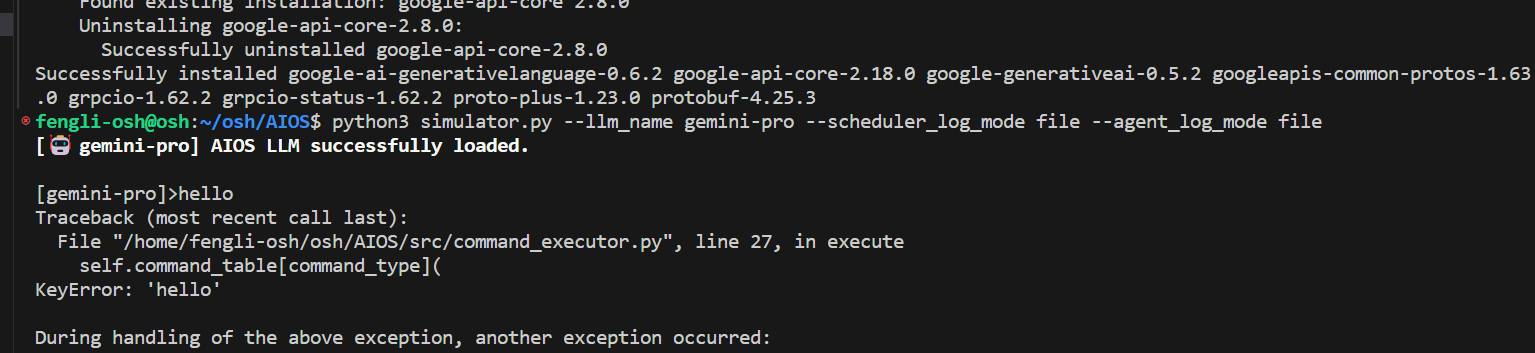 Found existing installation: google-api-core 2.8.0
Uninstalling google-api-core-2.8.0:
Successfully uninstalled google-api-core-2.8.0
Successfully installed google-ai-generativelanguage-0.6.2 google-api-core-2.18.0 google-generativeai-0.5.2 googleapis-common-protos-1.63
.0 grpcio-1.62.2 grpcio-status-1.62.2 proto-plus-1.23.0 protobuf-4.25.3
fengli-osh@osh:~/osh/AIOS$ python3 simulator.py --llm_name gemini-pro --scheduler_log_mode file --agent_log_mode file
[🤖 gemini-pro] AIOS LLM successfully loaded.
[gemini-pro]>hello
Traceback (most recent call last):
File "/home/fengli-osh/osh/AIOS/src/command_executor.py", line 27, in execute
self.command_table[command_type](
KeyError: 'hello'
During handling of the above exception, another exception occurred: